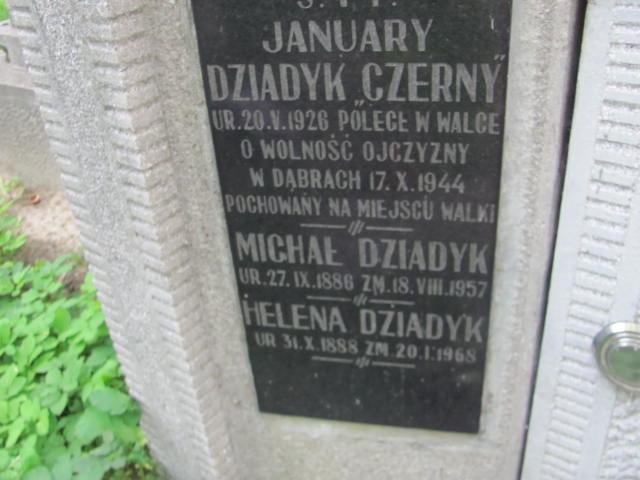 Ś.†P.
JANUARY
DZIADYK „CZERNY"
UR. 20.V.1926 POLEGŁ W WALCE
O WOLNOŚĆ OJCZYZNY
W DĄBRACH 17.X.1944
POCHOWANY NA MIEJSCU WALKI
MICHAŁ DZIADYK
UR. 27.IX.1886 ZM. 18.VIII.1957
HELENA DZIADYK
UR 31.X.1888 ZM. 20.I.1968